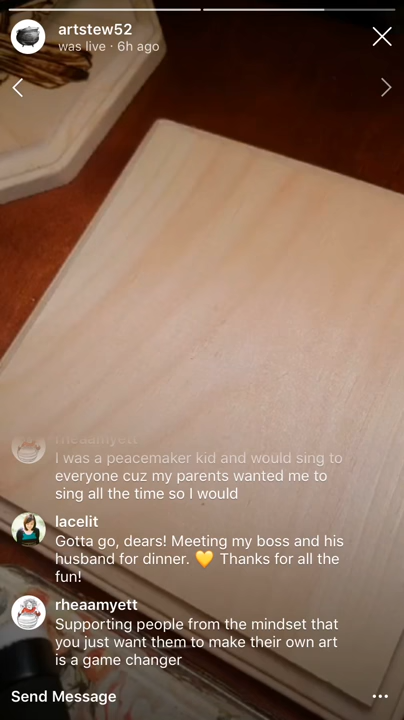 artstew52
was live · 6h ago
rheaamyett
I was a peacemaker kid and would sing to
everyone cuz my parents wanted me to
sing all the time so I would
lacelit
Gotta go, dears! Meeting my boss and his
husband for dinner. 💛 Thanks for all the
fun!
rheaamyett
Supporting people from the mindset that
you just want them to make their own art
is a game changer
Send Message